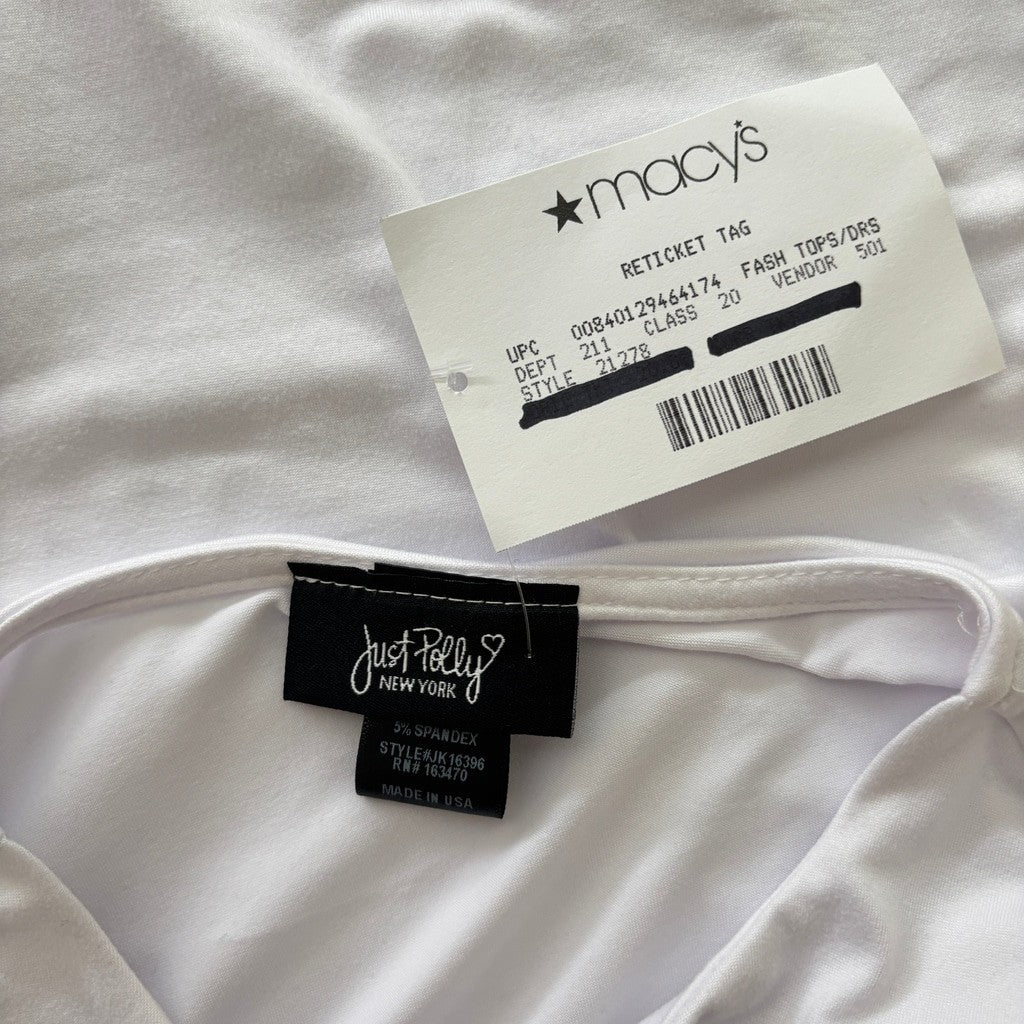 macy's
RETICKET TAG
UPC 00840129464174 FASH TOPS/DRS
DEPT 211 CLASS 20 VENDOR 501
STYLE 21278
Just Polly
NEW YORK
5% SPANDEX
STYLE#JK16396
RN# 163470
MADE IN USA